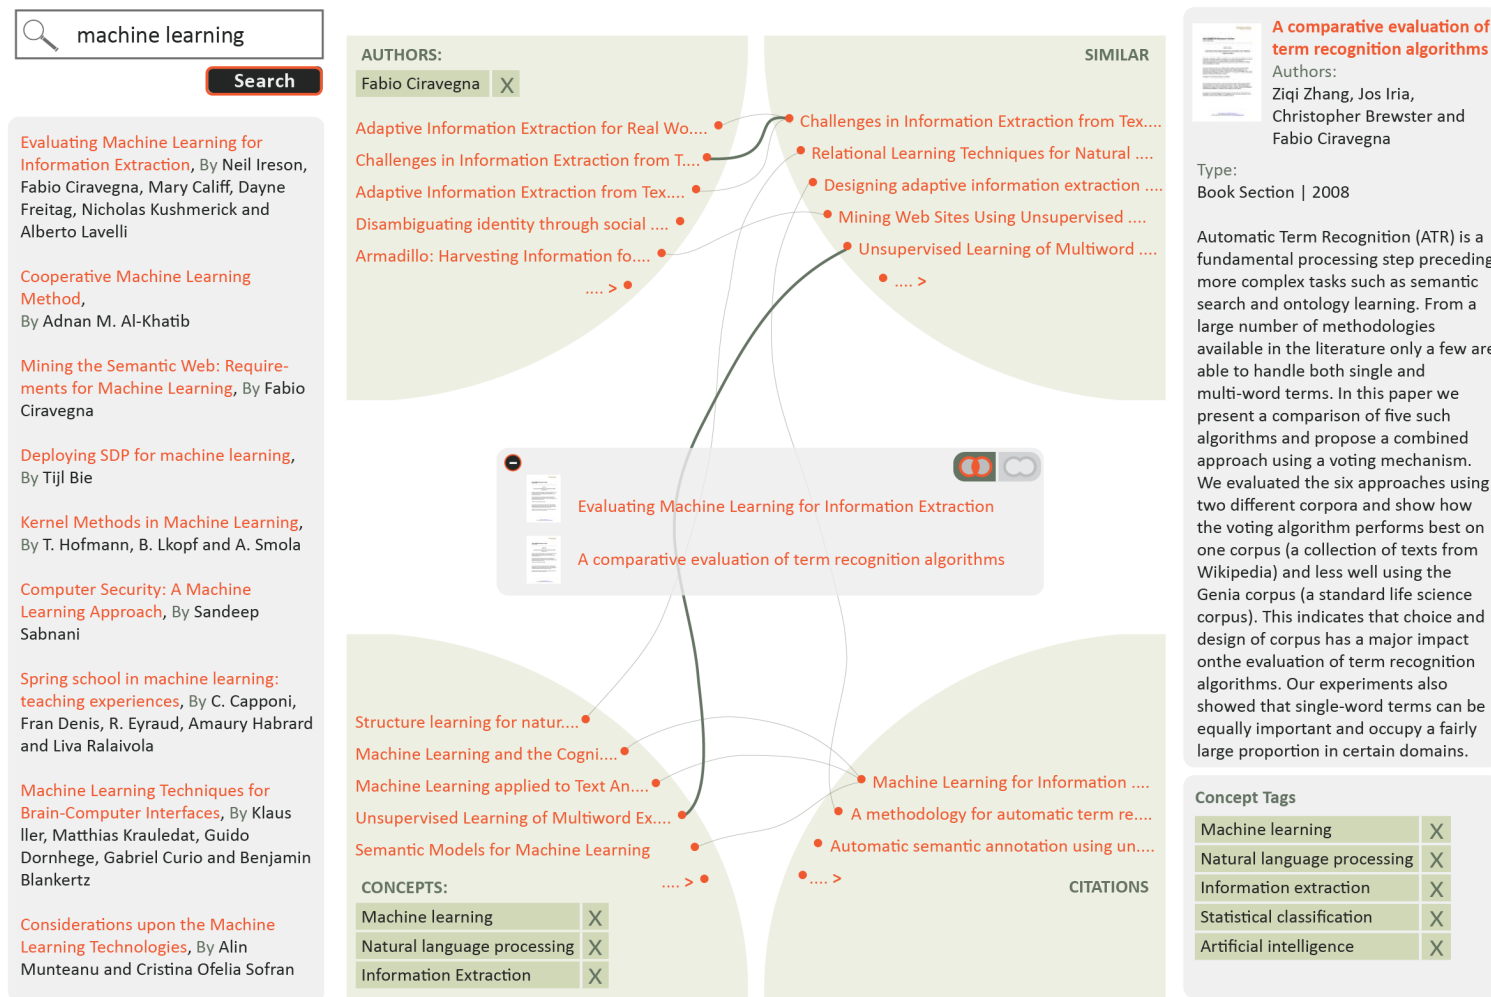 machine learning
Search
Evaluating Machine Learning for
Information Extraction, By Neil Ireson,
Fabio Ciravegna, Mary Califf, Dayne
Freitag, Nicholas Kushmerick and
Alberto Lavelli
Cooperative Machine Learning
Method,
By Adnan M. Al-Khatib
Mining the Semantic Web: Require-
ments for Machine Learning, By Fabio
Ciravegna
Deploying SDP for machine learning,
By Tijl Bie
Kernel Methods in Machine Learning,
By T. Hofmann, B. Lkopf and A. Smola
Computer Security: A Machine
Learning Approach, By Sandeep
Sabnani
Spring school in machine learning:
teaching experiences, By C. Capponi,
Fran Denis, R. Eyraud, Amaury Habrard
and Liva Ralaivola
Machine Learning Techniques for
Brain-Computer Interfaces, By Klaus
ller, Matthias Krauledat, Guido
Dornhege, Gabriel Curio and Benjamin
Blankertz
Considerations upon the Machine
Learning Technologies, By Alin
Munteanu and Cristina Ofelia Sofran
AUTHORS:
Fabio Ciravegna X
Adaptive Information Extraction for Real Wo....
Challenges in Information Extraction from T....
Adaptive Information Extraction from Tex....
Disambiguating identity through social ....
Armadillo: Harvesting Information fo....
.... >
SIMILAR
Challenges in Information Extraction from Tex....
Relational Learning Techniques for Natural ....
Designing adaptive information extraction ....
Mining Web Sites Using Unsupervised ....
Unsupervised Learning of Multiword ....
.... >
Evaluating Machine Learning for Information Extraction
A comparative evaluation of term recognition algorithms
Structure learning for natur....
Machine Learning and the Cogni....
Machine Learning applied to Text An....
Unsupervised Learning of Multiword Ex....
Semantic Models for Machine Learning
.... >
CONCEPTS:
Machine learning X
Natural language processing X
Information Extraction X
Machine Learning for Information ....
A methodology for automatic term re....
Automatic semantic annotation using un....
.... >
CITATIONS
A comparative evaluation of
term recognition algorithms
Authors:
Ziqi Zhang, Jos Iria,
Christopher Brewster and
Fabio Ciravegna
Type:
Book Section | 2008
Automatic Term Recognition (ATR) is a
fundamental processing step preceding
more complex tasks such as semantic
search and ontology learning. From a
large number of methodologies
available in the literature only a few are
able to handle both single and
multi-word terms. In this paper we
present a comparison of five such
algorithms and propose a combined
approach using a voting mechanism.
We evaluated the six approaches using
two different corpora and show how
the voting algorithm performs best on
one corpus (a collection of texts from
Wikipedia) and less well using the
Genia corpus (a standard life science
corpus). This indicates that choice and
design of corpus has a major impact
onthe evaluation of term recognition
algorithms. Our experiments also
showed that single-word terms can be
equally important and occupy a fairly
large proportion in certain domains.
Concept Tags
Machine learning X
Natural language processing X
Information extraction X
Statistical classification X
Artificial intelligence X